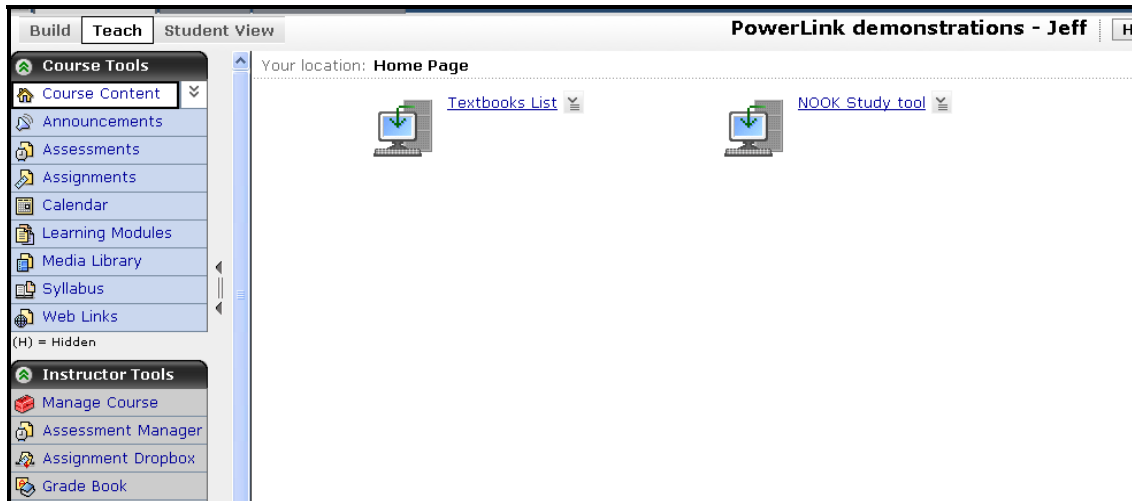 Build Teach Student View PowerLink demonstrations - Jeff H
Course Tools
Your location: Home Page
Course Content
Textbooks List NOOK Study tool
Announcements
Assessments
Assignments
Calendar
Learning Modules
Media Library
Syllabus
Web Links
(H) = Hidden
Instructor Tools
Manage Course
Assessment Manager
Assignment Dropbox
Grade Book